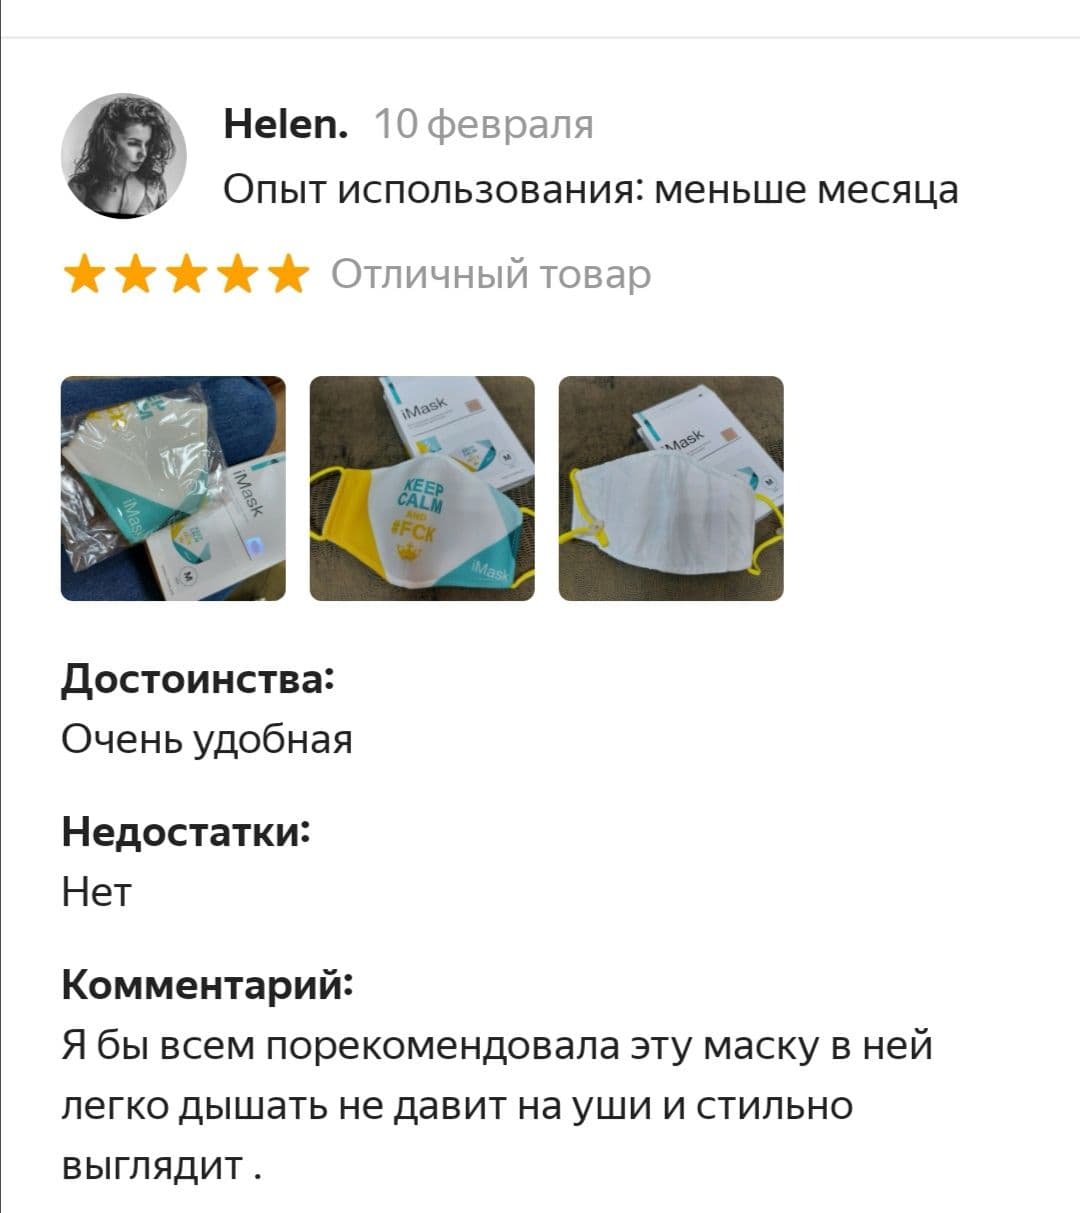 Helen. 10 февраля
Опыт использования: меньше месяца
Отличный товар
iMask
iMask
M
iMask
M
KEEP
CALM
AND
#FCK
iMask
iMask
M
Достоинства:
Очень удобная
Недостатки:
Нет
Комментарий:
Я бы всем порекомендовала эту маску в ней
легко дышать не давит на уши и стильно
выглядит .